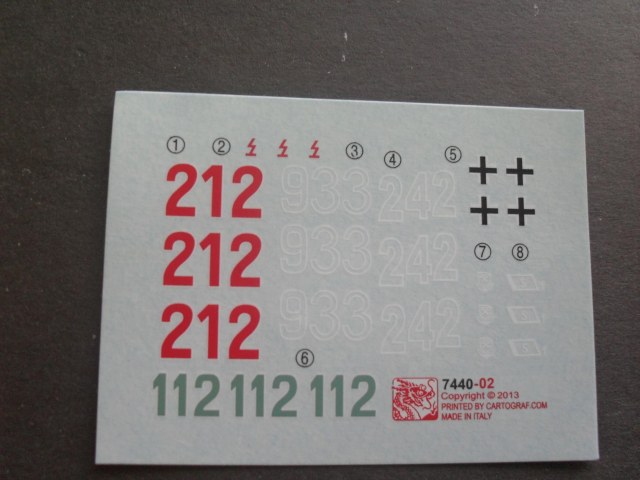 ① ② ③ ④ ⑤
212 933 242
212 933 242
⑦ ⑧
212 933 242
⑥
112 112 112
7440-02
Copyright © 2013
PRINTED BY CARTOGRAF.COM
MADE IN ITALY